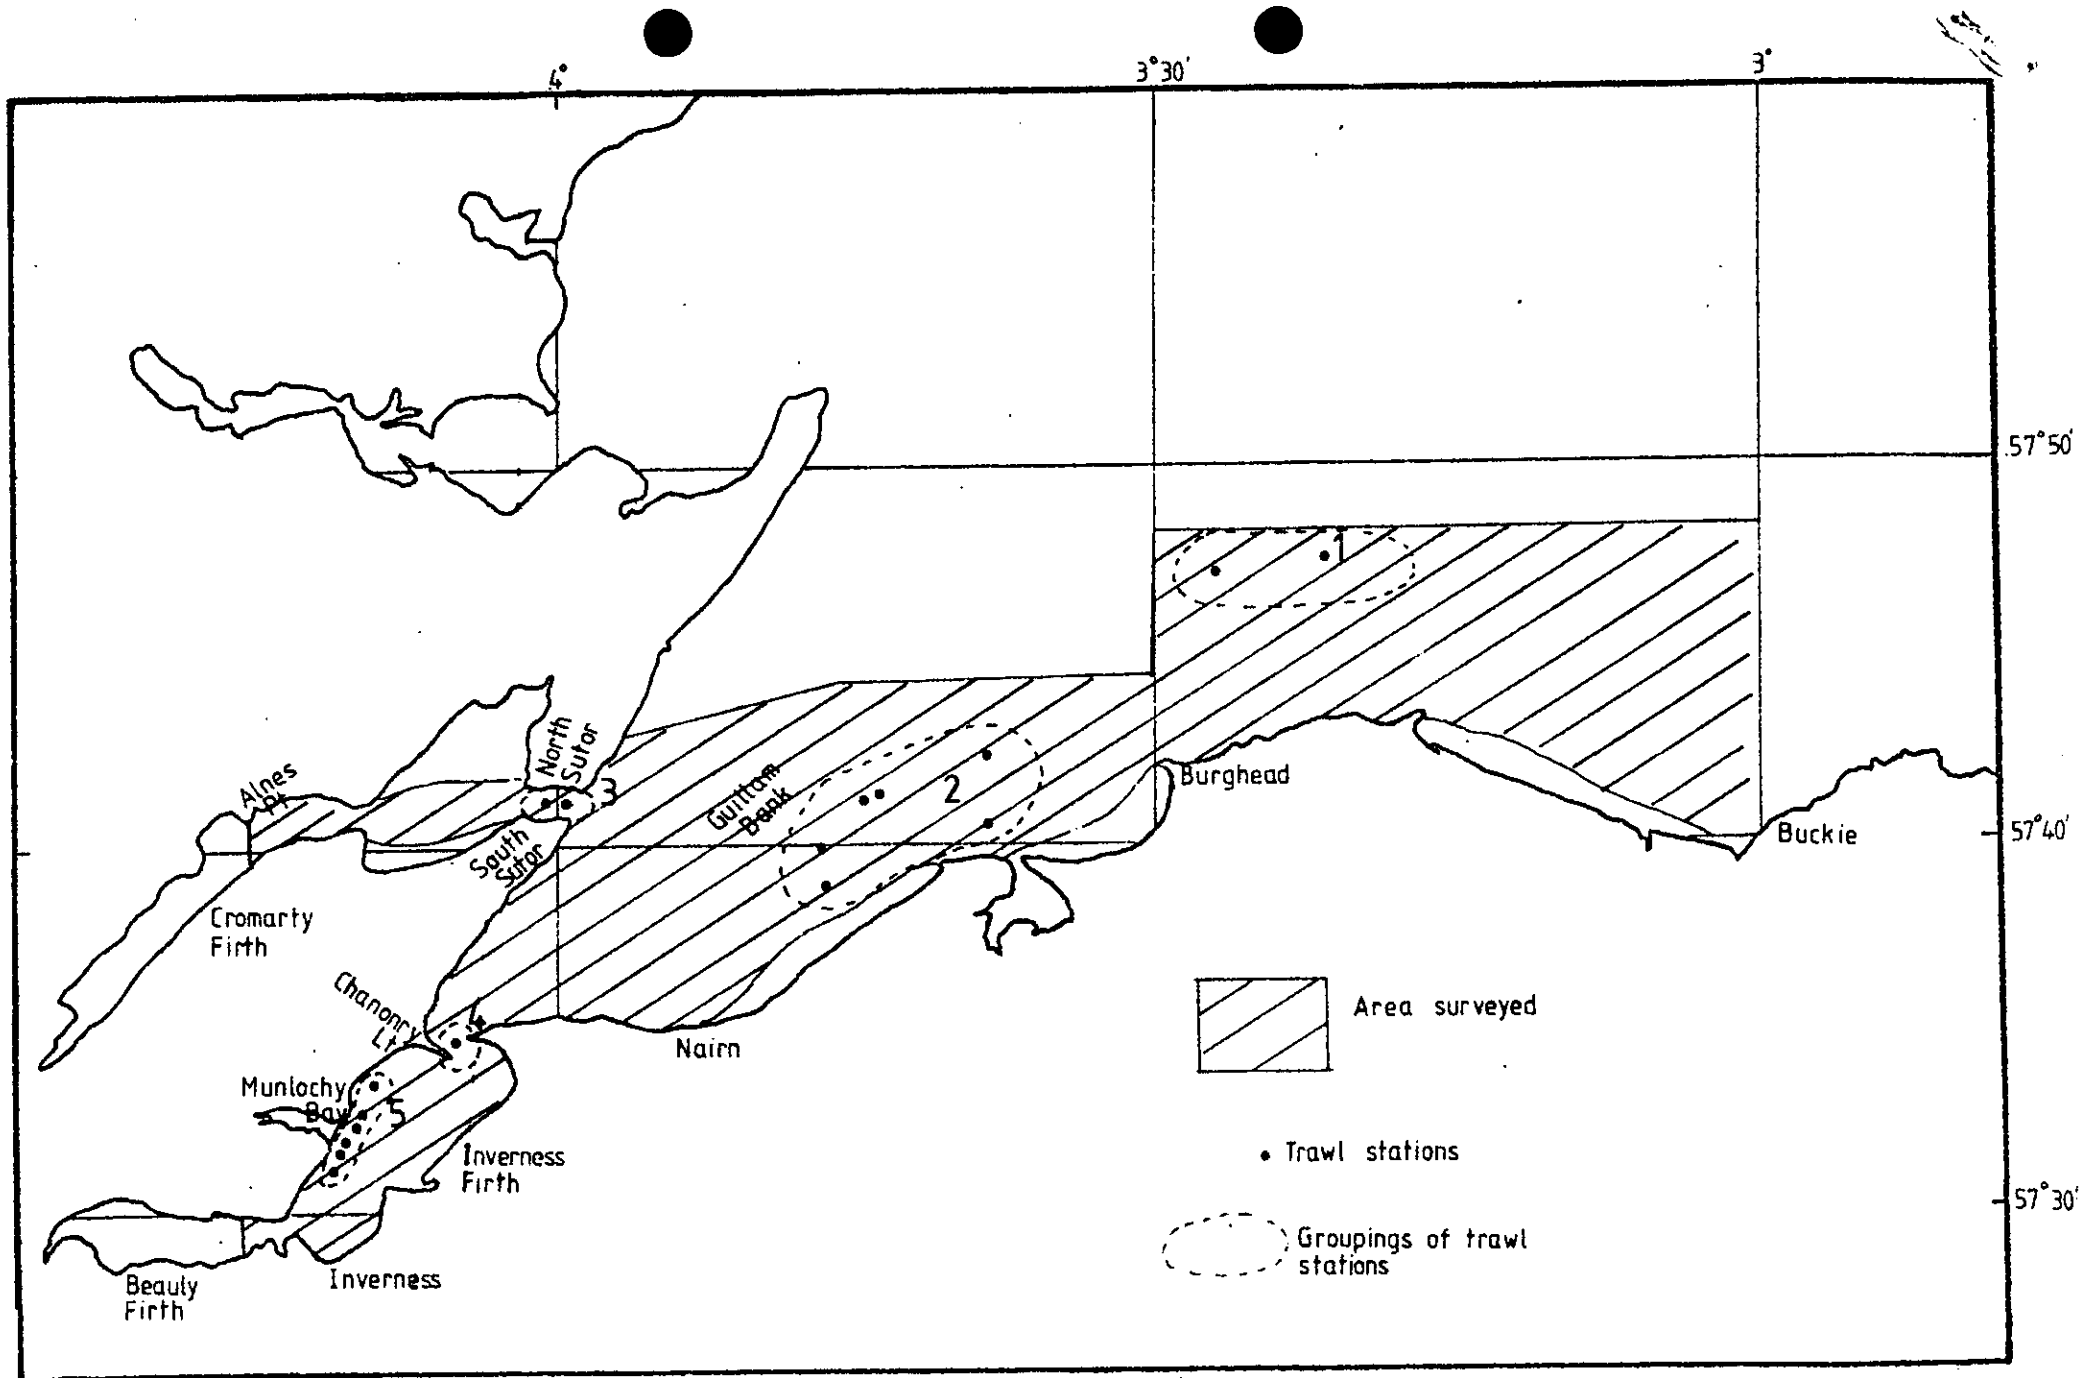 4°
3°30'
3°
57°50'
1
North
Sutor
3
Alnes
Pt
Guillam
Bank
2
Burghead
South
Sutor
57°40'
Buckie
Cromarty
Firth
Chanonry
Lt
4
Nairn
Area surveyed
Munlochy
Bay
5
Inverness
Firth
Trawl stations
57°30'
Groupings of trawl
stations
Beauly
Firth
Inverness